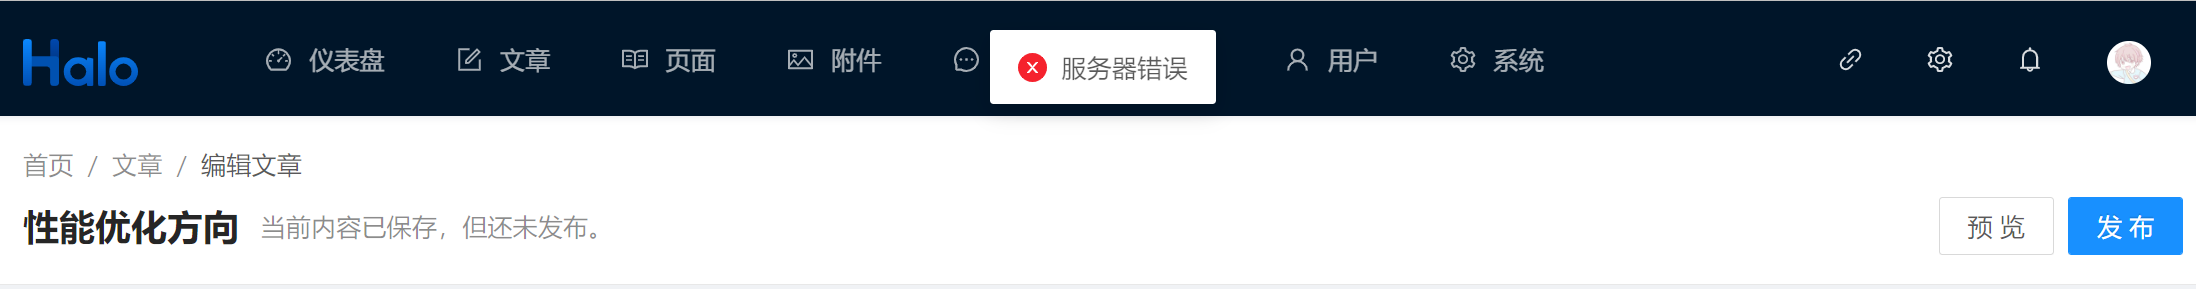 Halo 仪表盘 文章 页面 附件 服务器错误 用户 系统
首页 / 文章 / 编辑文章
性能优化方向 当前内容已保存，但还未发布。 预 览 发 布